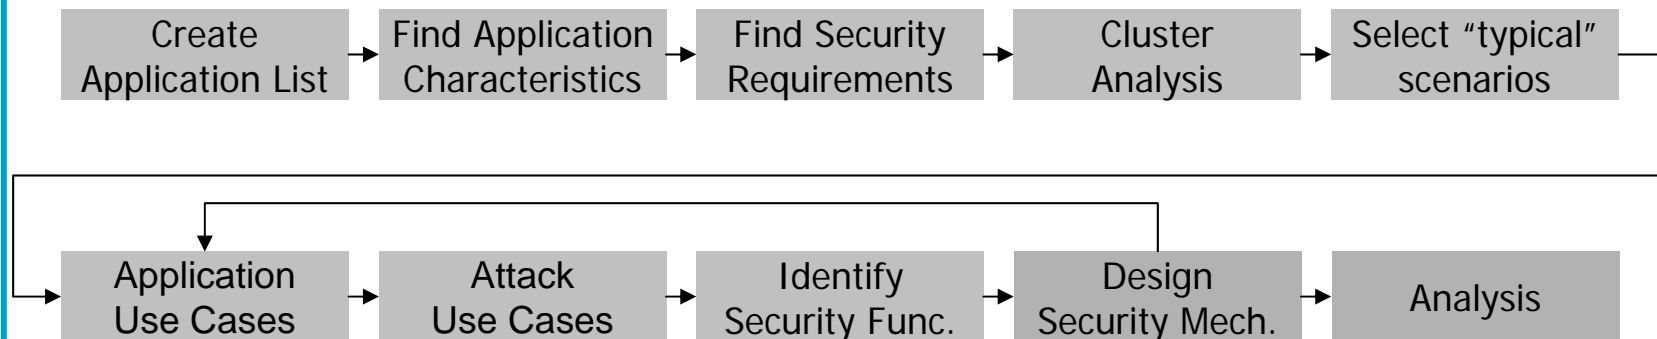 Create
Application List
Find Application
Characteristics
Find Security
Requirements
Cluster
Analysis
Select “typical”
scenarios
Application
Use Cases
Attack
Use Cases
Identify
Security Func.
Design
Security Mech.
Analysis